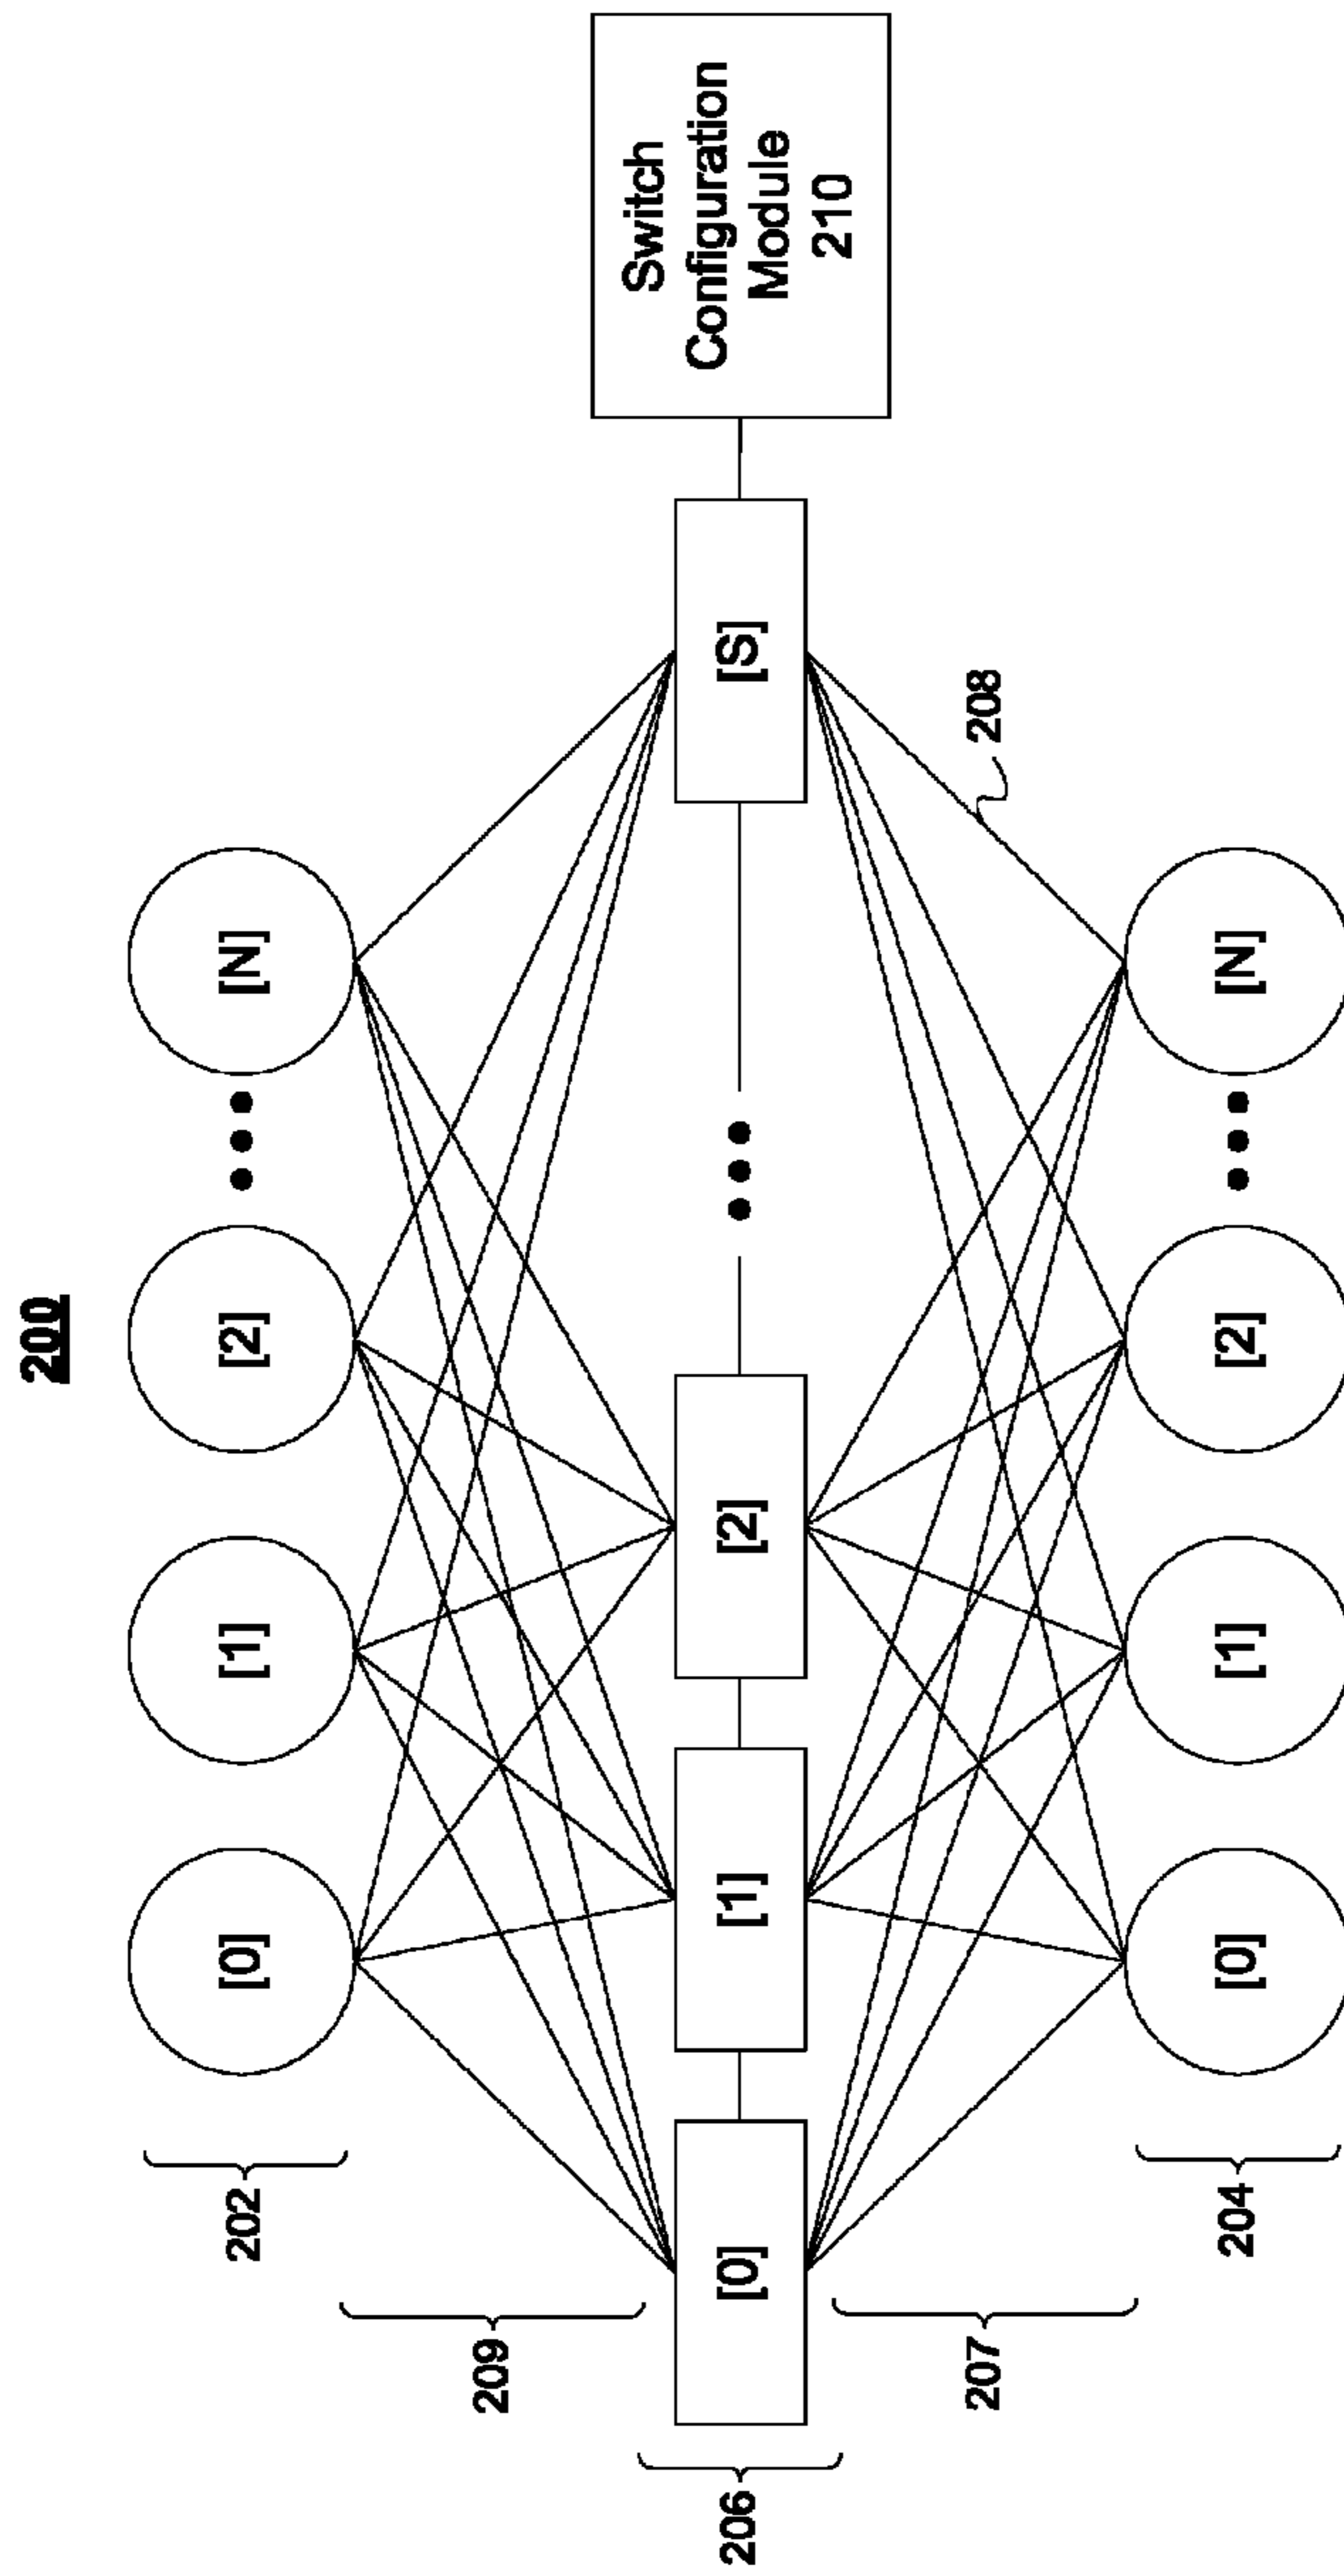 200
202
[0]
[1]
[2]
[N]
209
206
[0]
[1]
[2]
[S]
Switch
Configuration
Module
210
207
208
204
[0]
[1]
[2]
[N]